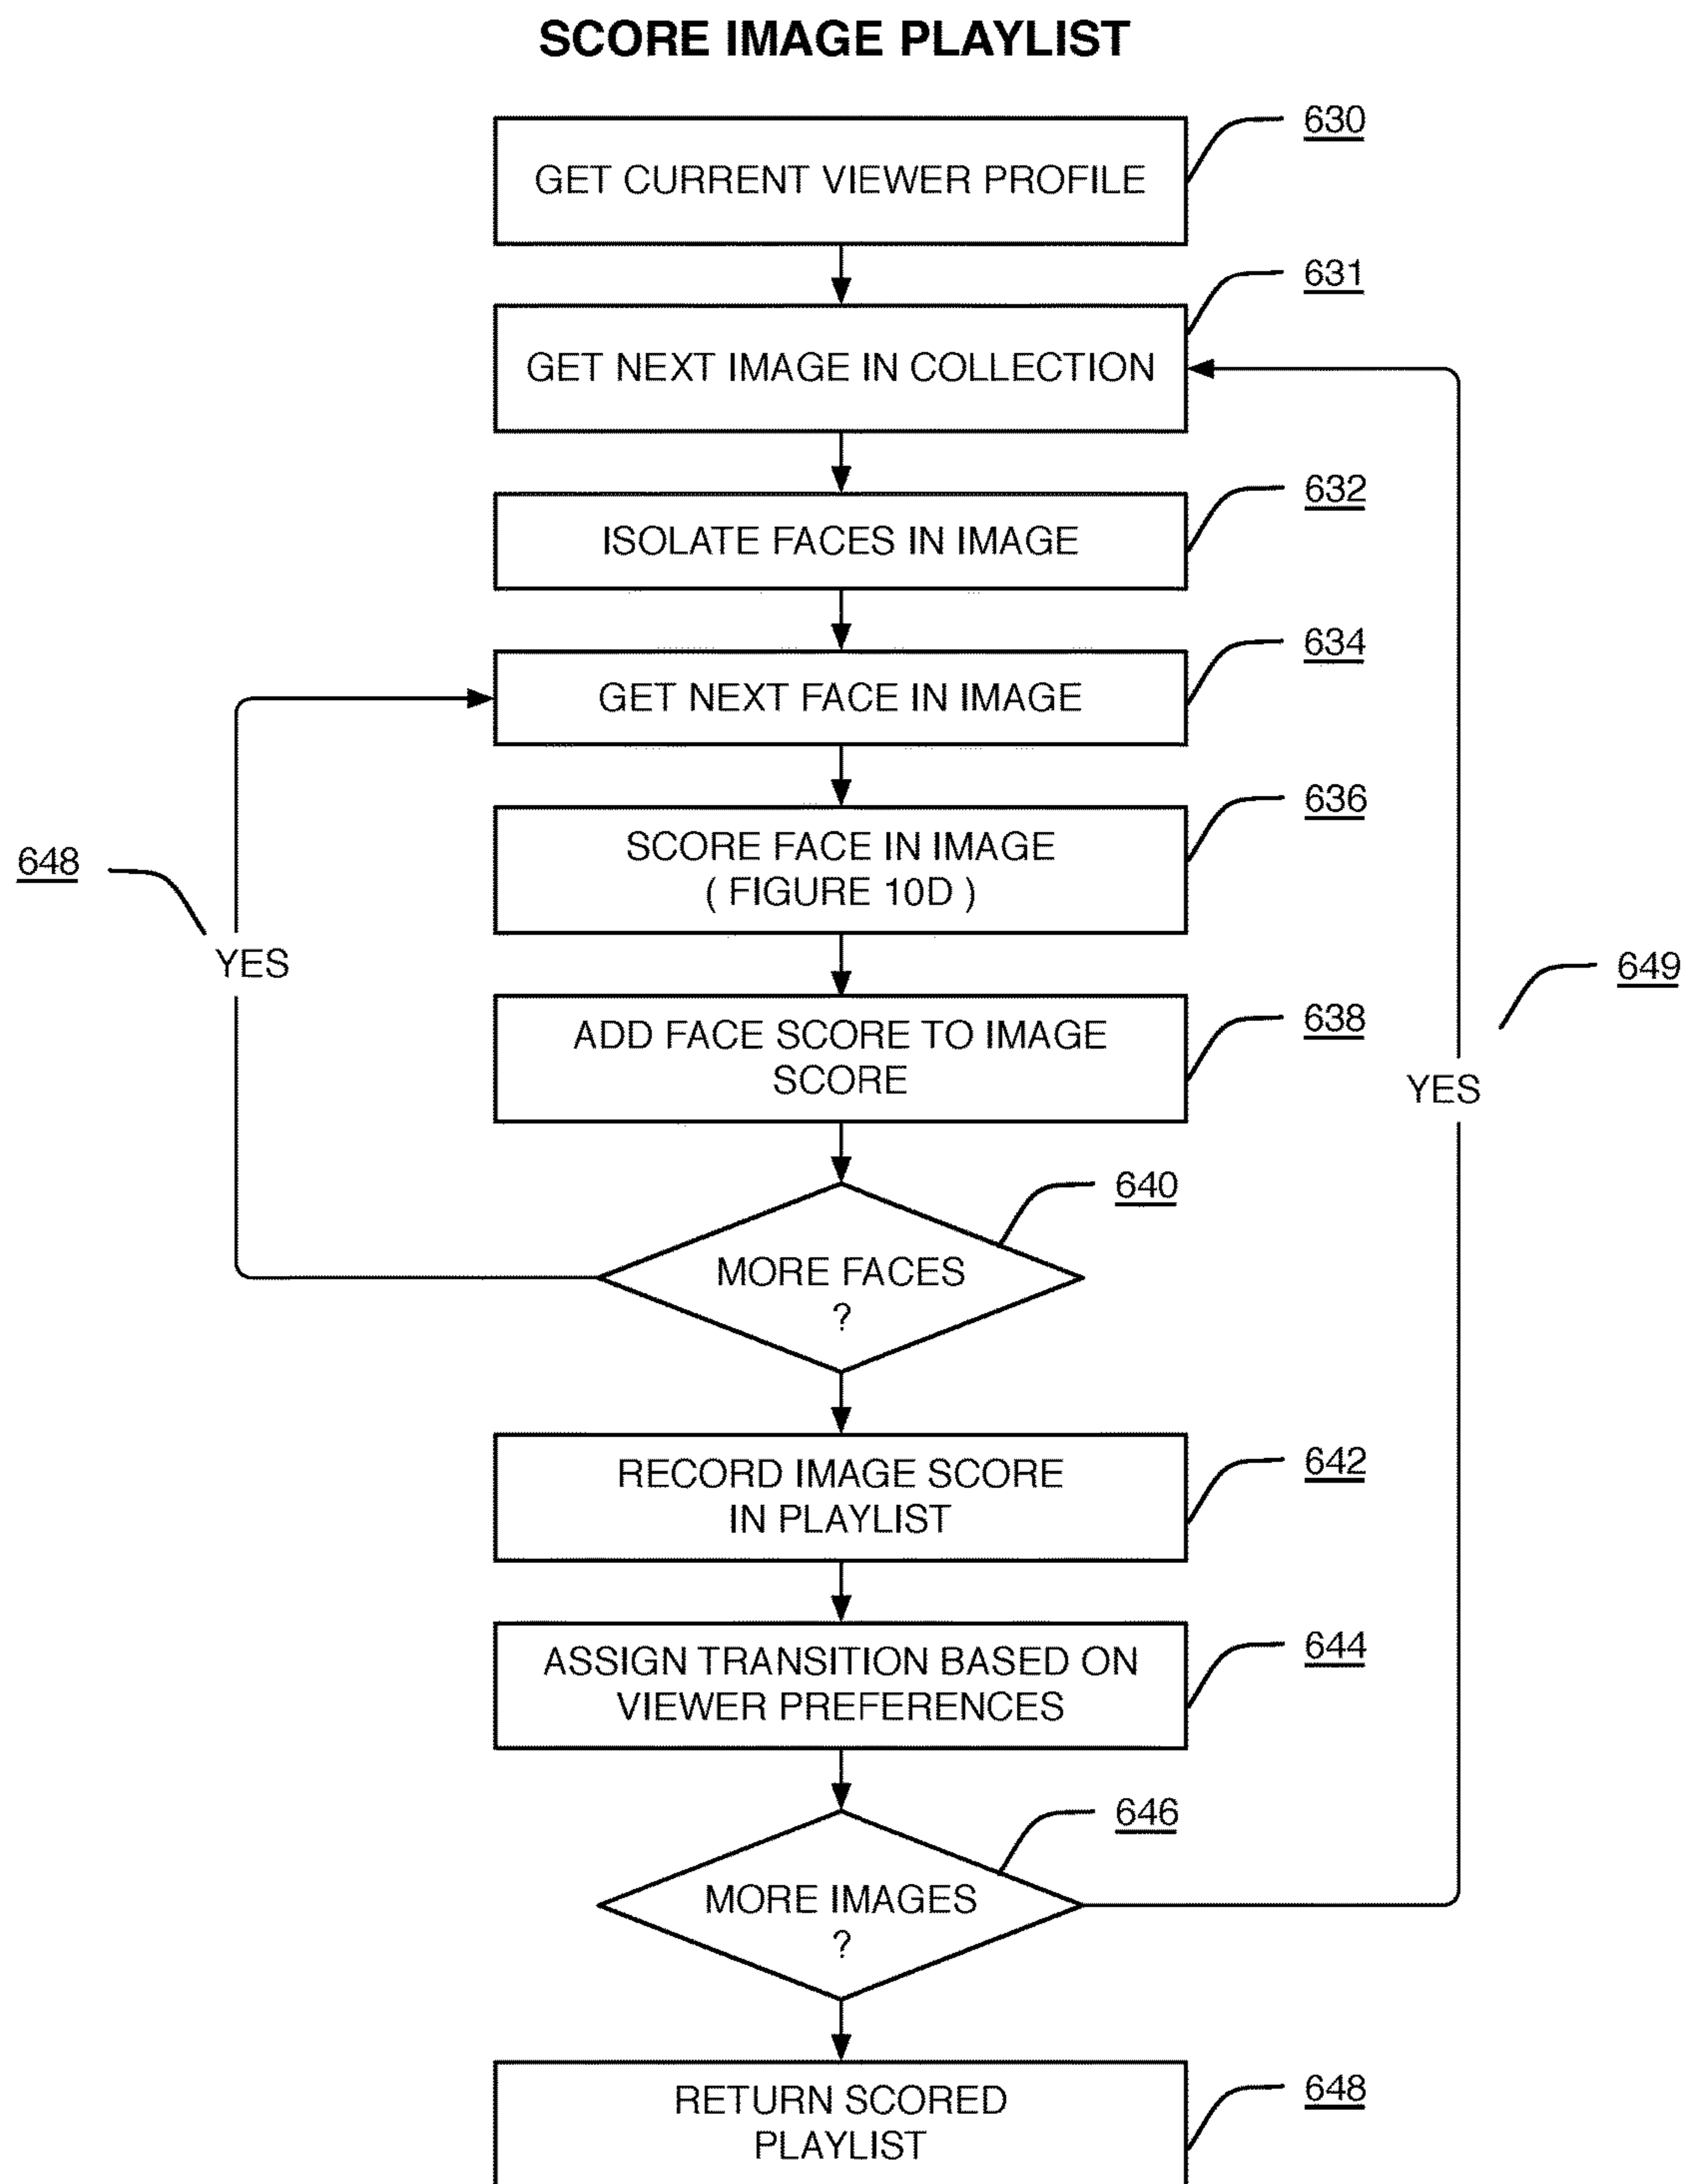 SCORE IMAGE PLAYLIST
630
GET CURRENT VIEWER PROFILE
631
GET NEXT IMAGE IN COLLECTION
632
ISOLATE FACES IN IMAGE
634
GET NEXT FACE IN IMAGE
636
SCORE FACE IN IMAGE
( FIGURE 10D )
648
YES
649
638
ADD FACE SCORE TO IMAGE
SCORE
YES
640
MORE FACES
?
642
RECORD IMAGE SCORE
IN PLAYLIST
644
ASSIGN TRANSITION BASED ON
VIEWER PREFERENCES
646
MORE IMAGES
?
648
RETURN SCORED
PLAYLIST